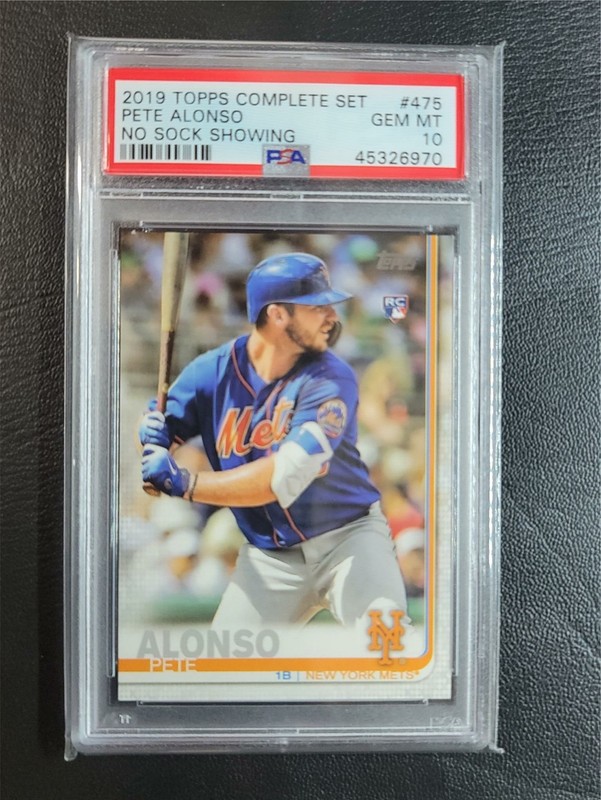 2019 TOPPS COMPLETE SET #475
PETE ALONSO GEM MT
NO SOCK SHOWING 10
PSA 45326970
Topps
RC
Mets
ALONSO
PETE
NY
1B | NEW YORK METS